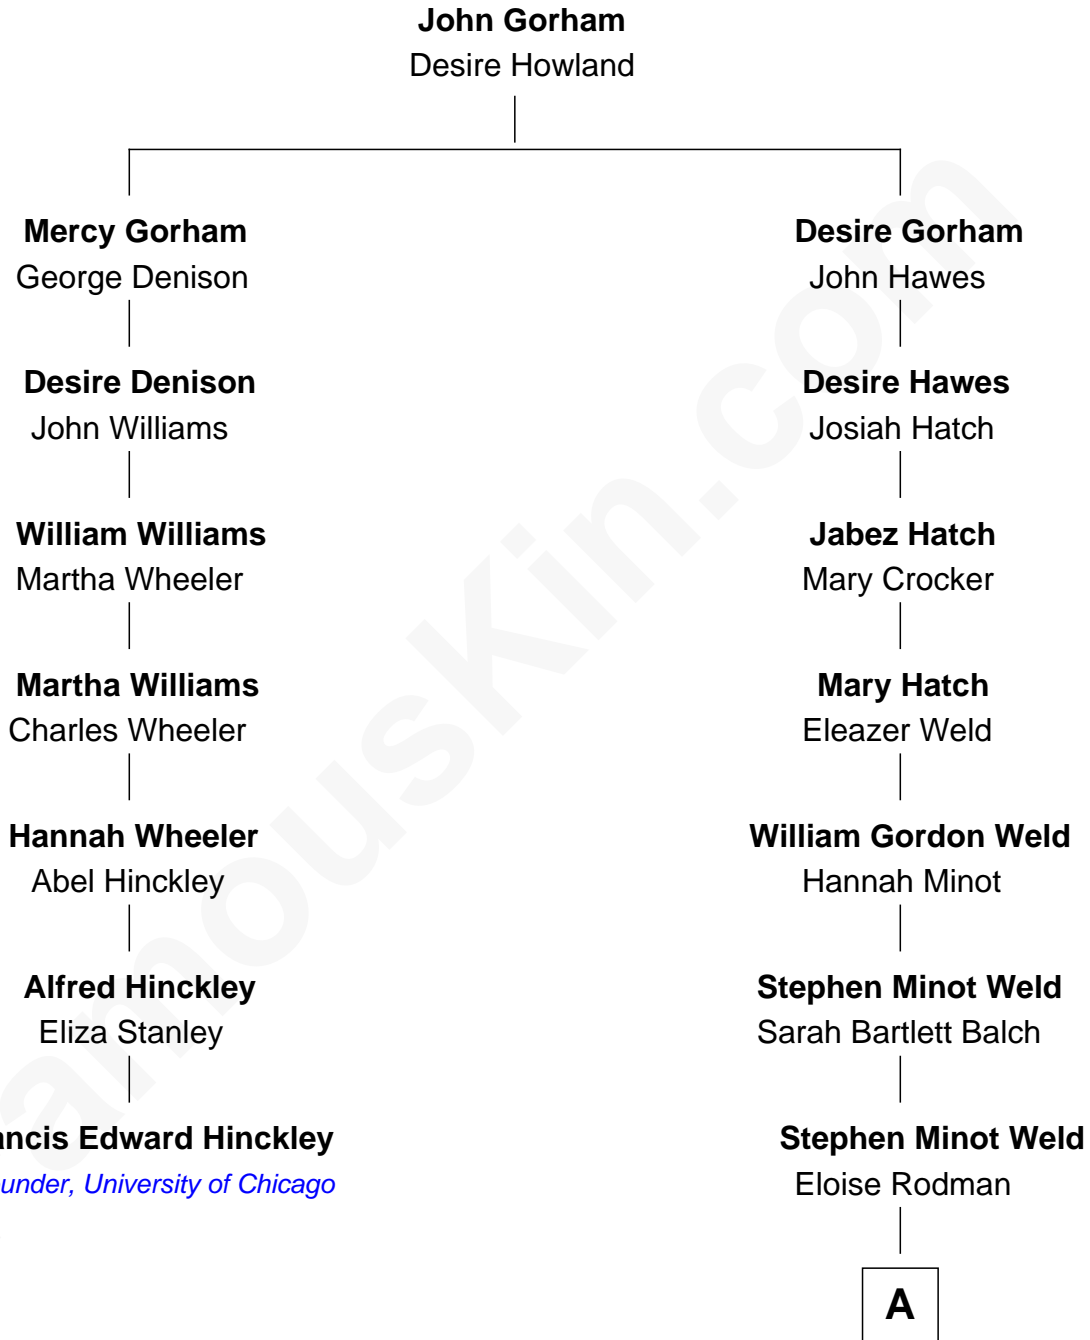 John Gorham
Desire Howland
Mercy Gorham
George Denison
Desire Denison
John Williams
William Williams
Martha Wheeler
Martha Williams
Charles Wheeler
Hannah Wheeler
Abel Hinckley
Alfred Hinckley
Eliza Stanley
ancis Edward Hinckley
under, University of Chicago
Desire Gorham
John Hawes
Desire Hawes
Josiah Hatch
Jabez Hatch
Mary Crocker
Mary Hatch
Eleazer Weld
William Gordon Weld
Hannah Minot
Stephen Minot Weld
Sarah Bartlett Balch
Stephen Minot Weld
Eloise Rodman
A
amouskin.com